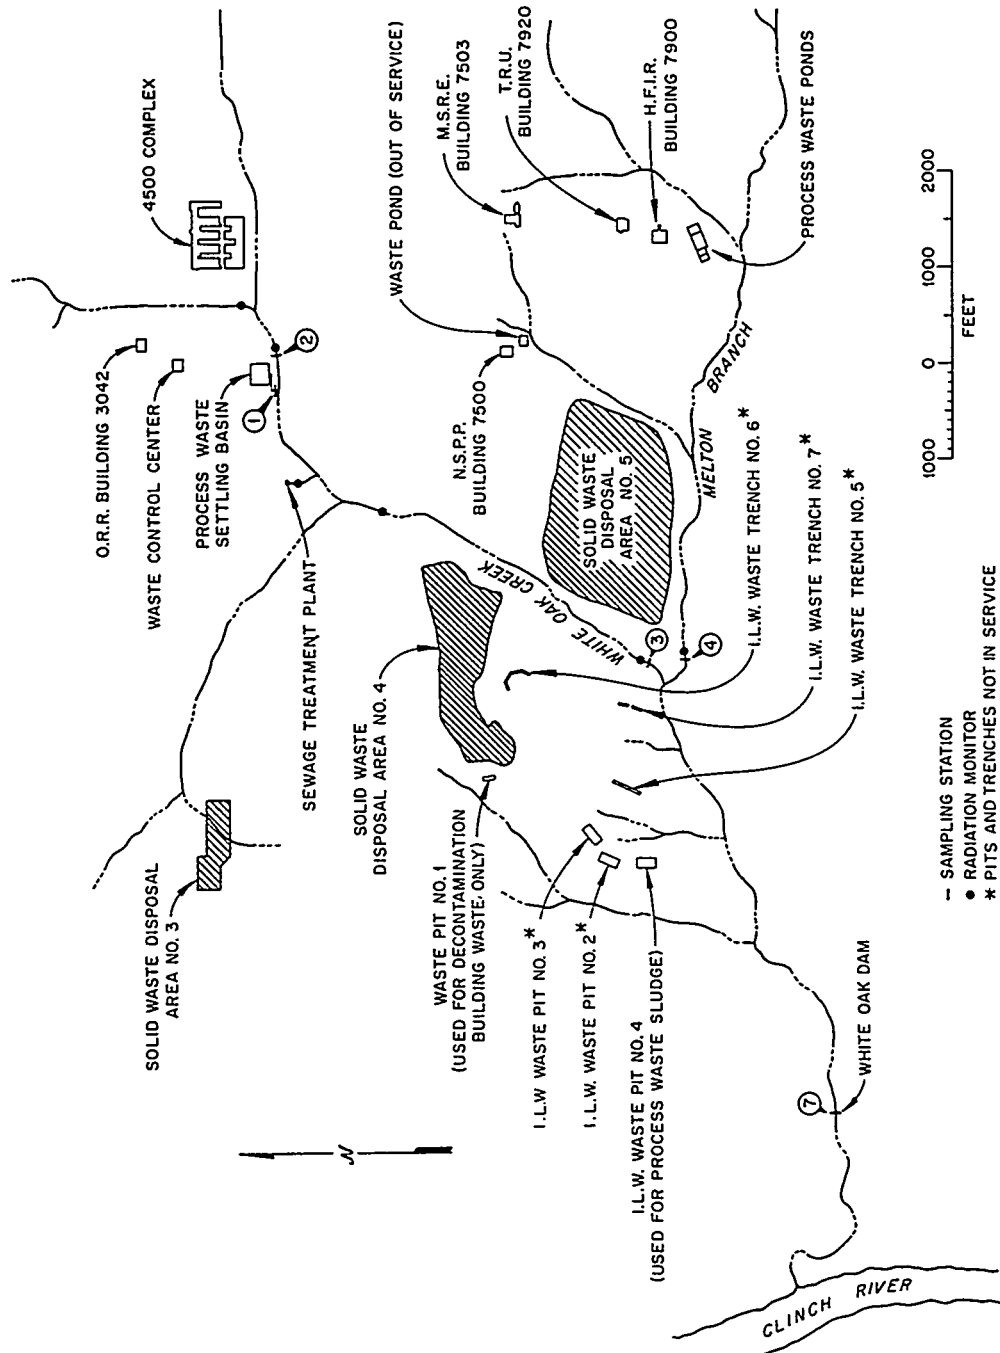 4500 COMPLEX
O.R.R. BUILDING 3042
WASTE CONTROL CENTER
PROCESS WASTE
SETTLING BASIN
SEWAGE TREATMENT PLANT
1
2
SOLID WASTE DISPOSAL
AREA NO. 3
SOLID WASTE
DISPOSAL AREA NO. 4
WASTE PIT NO. 1
(USED FOR DECONTAMINATION
BUILDING WASTE ONLY)
I.L.W WASTE PIT NO. 3*
I.L.W. WASTE PIT NO. 2*
I.L.W. WASTE PIT NO. 4
(USED FOR PROCESS WASTE SLUDGE)
N
WHITE OAK CREEK
WASTE POND (OUT OF SERVICE)
N.S.P.P.
BUILDING 7500
M.S.R.E.
BUILDING 7503
T.R.U.
BUILDING 7920
H.F.I.R.
BUILDING 7900
PROCESS WASTE PONDS
SOLID WASTE
DISPOSAL
AREA NO. 5
MELTON BRANCH
3
4
I.L.W. WASTE TRENCH NO. 6*
I.L.W. WASTE TRENCH NO. 7*
I.L.W. WASTE TRENCH NO. 5*
7
WHITE OAK DAM
CLINCH RIVER
1000 0 1000 2000
FEET
– SAMPLING STATION
● RADIATION MONITOR
* PITS AND TRENCHES NOT IN SERVICE